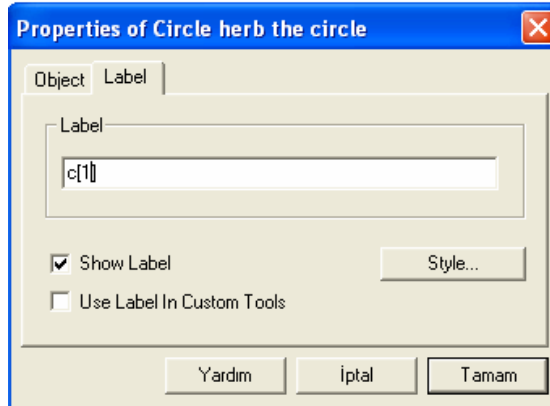 Properties of Circle herb the circle
Object Label
Label
c[1]
Show Label
Style...
Use Label In Custom Tools
Yardım İptal Tamam